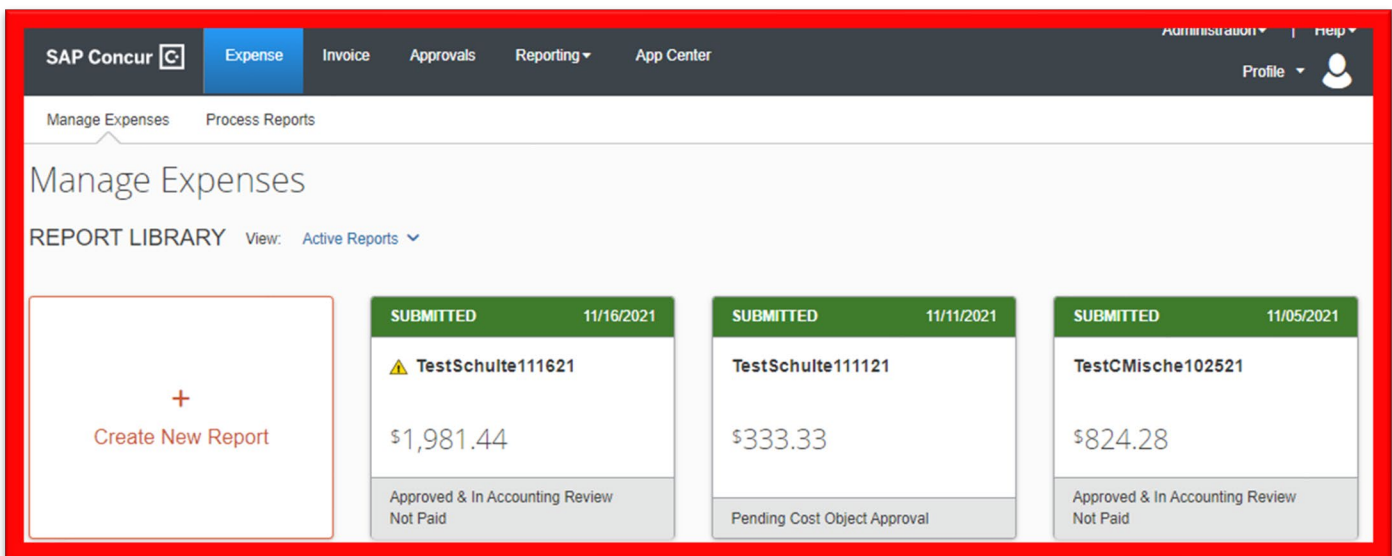 Administration | Help
SAP Concur C Expense Invoice Approvals Reporting App Center
Profile
Manage Expenses Process Reports
Manage Expenses
REPORT LIBRARY View: Active Reports
+
Create New Report
SUBMITTED 11/16/2021
TestSchulte111621
$1,981.44
Approved & In Accounting Review
Not Paid
SUBMITTED 11/11/2021
TestSchulte111121
$333.33
Pending Cost Object Approval
SUBMITTED 11/05/2021
TestCMische102521
$824.28
Approved & In Accounting Review
Not Paid